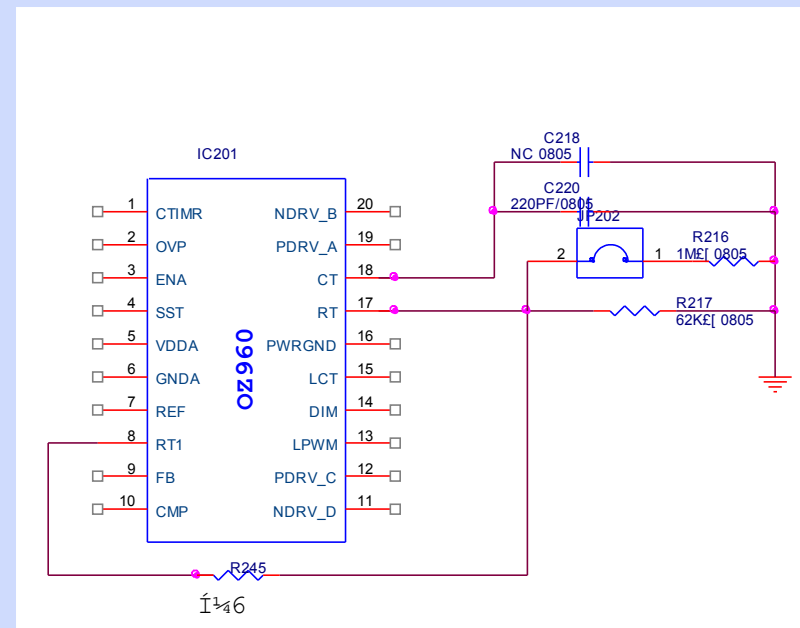 C218
NC 0805
IC201
C220
220PF/0805
JP202
1 CTIMR NDRV_B 20
R216
2 OVP PDRV_A 19
2 1 1M£[ 0805
3 ENA CT 18
R217
4 SST RT 17
62K£[ 0805
5 VDDA PWRGND 16
6 GNDA LCT 15
OZ960
7 REF DIM 14
8 RT1 LPWM 13
9 FB PDRV_C 12
10 CMP NDRV_D 11
R245
Í¼6